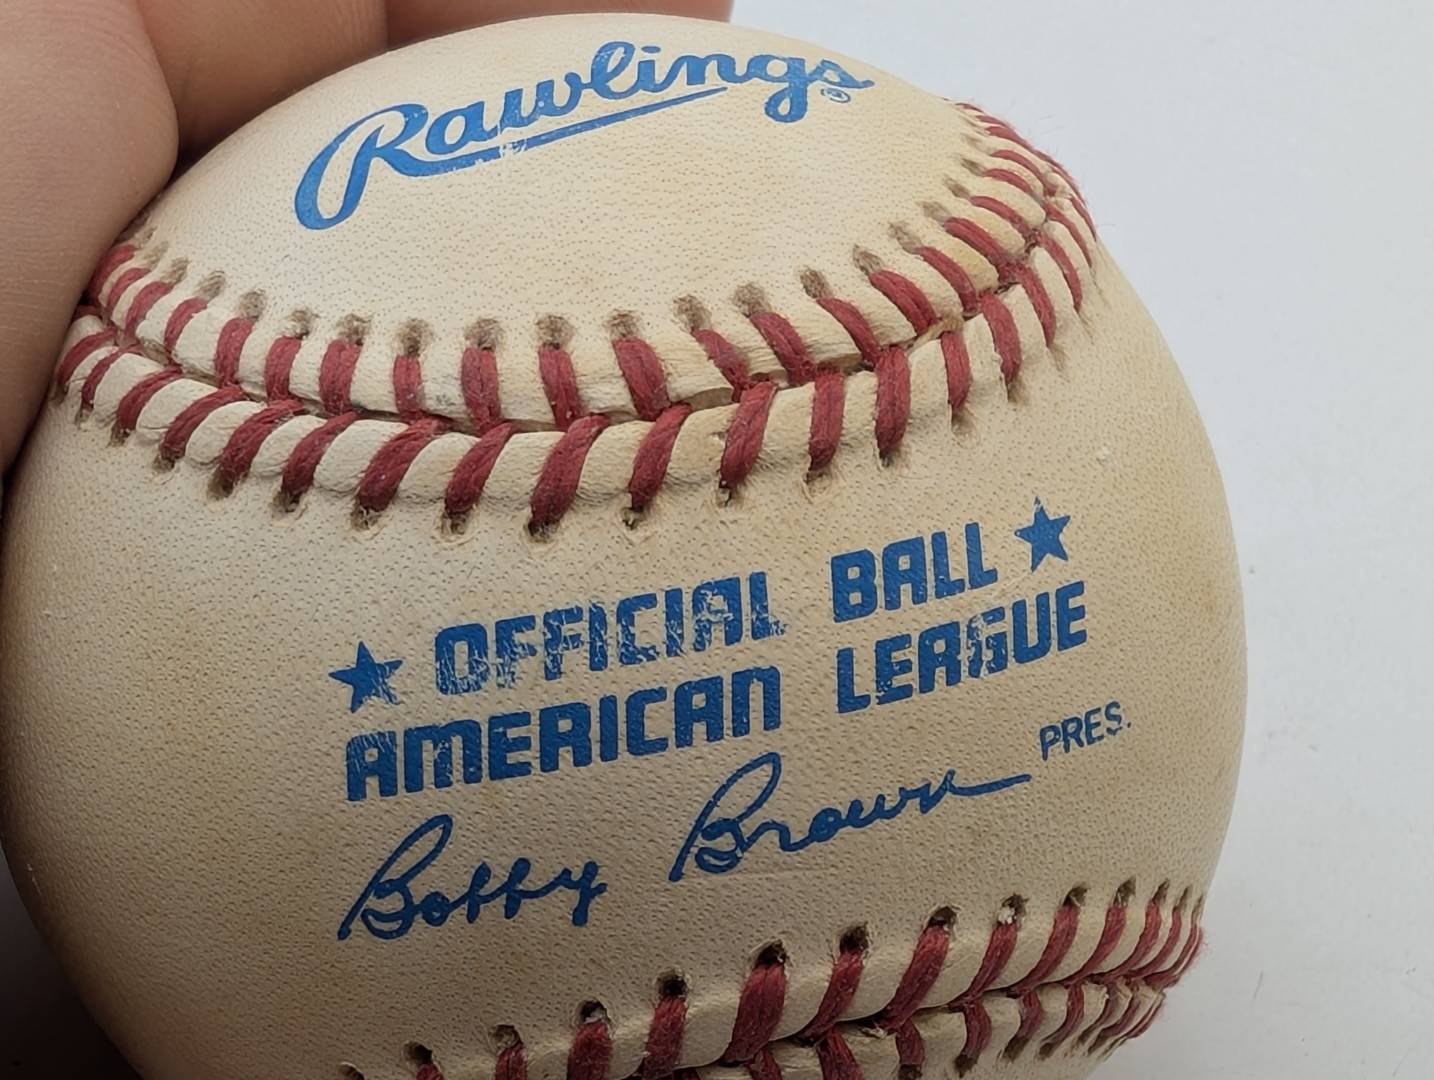 Rawlings®
★ OFFICIAL BALL ★
AMERICAN LEAGUE
Bobby Brown PRES.